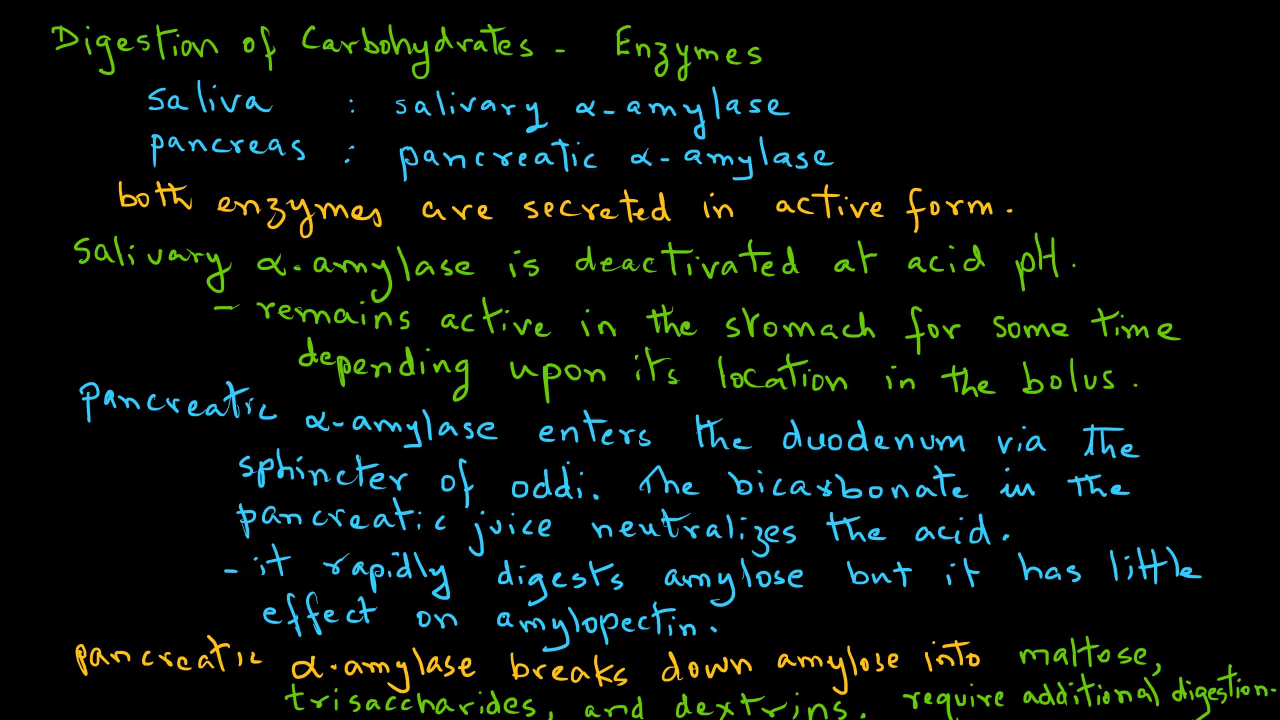 Digestion of Carbohydrates - Enzymes
saliva : salivary α-amylase
pancreas : pancreatic α-amylase
both enzymes are secreted in active form.
Salivary α-amylase is deactivated at acid pH.
- remains active in the stomach for some time
depending upon its location in the bolus.
Pancreatic α-amylase enters the duodenum via the
sphincter of oddi. The bicarbonate in the
pancreatic juice neutralizes the acid.
- it rapidly digests amylose but it has little
effect on amylopectin.
pancreatic α-amylase breaks down amylose into maltose,
trisaccharides, and dextrins. require additional digestion.